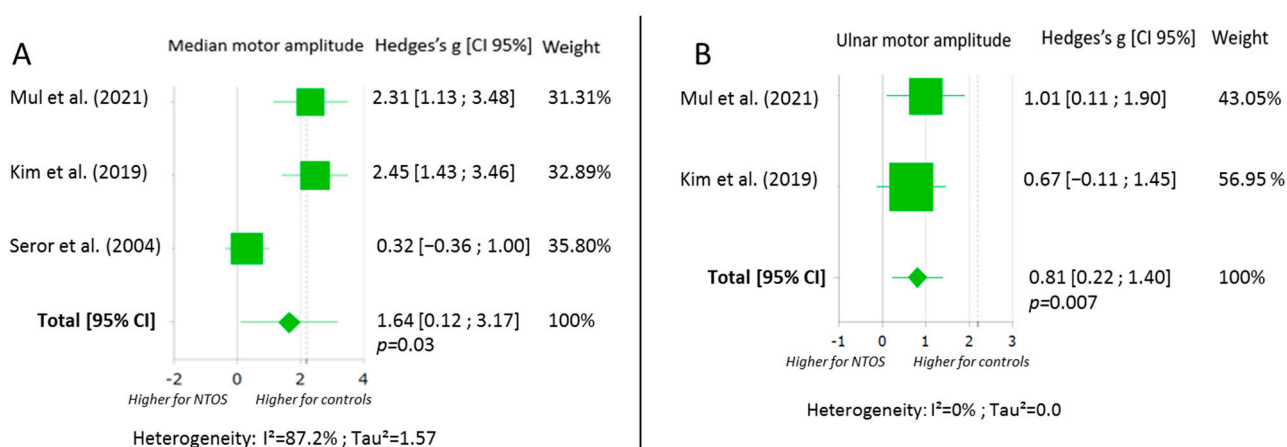 A
Median motor amplitude Hedges's g [CI 95%] Weight
Mul et al. (2021) 2.31 [1.13 ; 3.48] 31.31%
Kim et al. (2019) 2.45 [1.43 ; 3.46] 32.89%
Seror et al. (2004) 0.32 [−0.36 ; 1.00] 35.80%
Total [95% CI] 1.64 [0.12 ; 3.17] 100%
p=0.03
-2 0 2 4
Higher for NTOS Higher for controls
Heterogeneity: I²=87.2% ; Tau²=1.57
B
Ulnar motor amplitude Hedges's g [CI 95%] Weight
Mul et al. (2021) 1.01 [0.11 ; 1.90] 43.05%
Kim et al. (2019) 0.67 [−0.11 ; 1.45] 56.95 %
Total [95% CI] 0.81 [0.22 ; 1.40] 100%
p=0.007
-1 0 1 2 3
Higher for NTOS Higher for controls
Heterogeneity: I²=0% ; Tau²=0.0